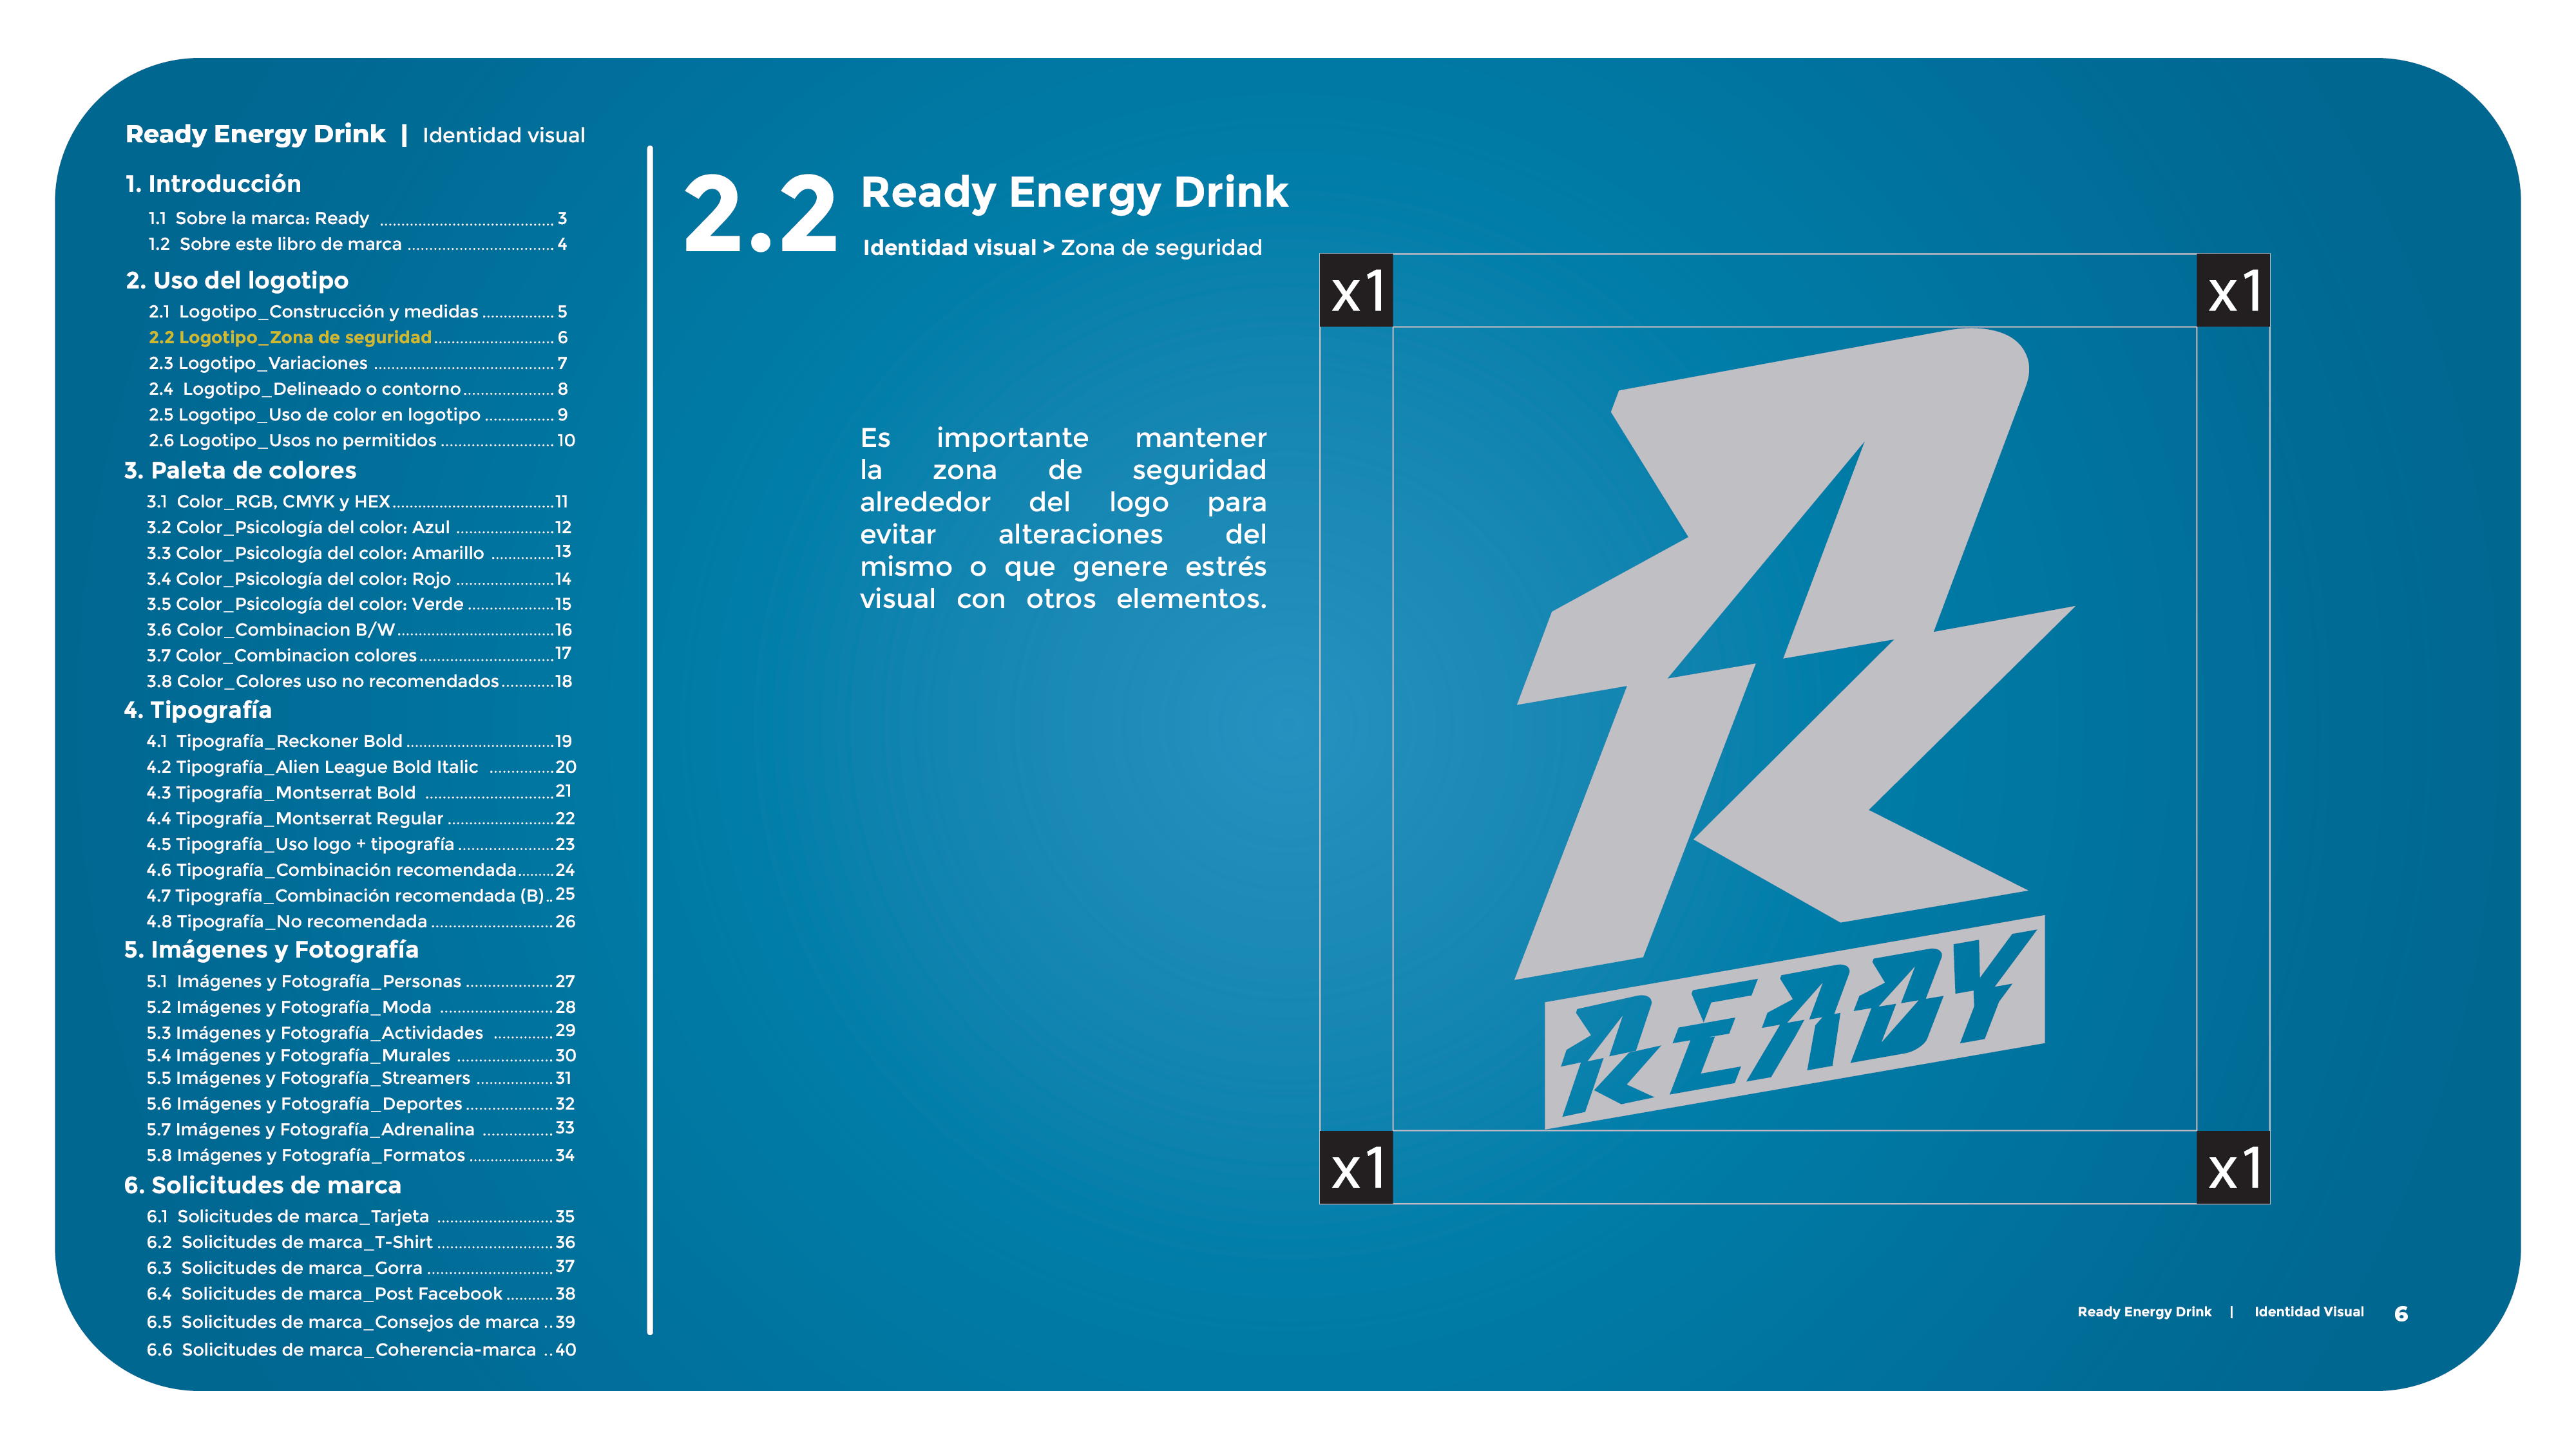 Ready Energy Drink | Identidad visual
1. Introducción
1.1 Sobre la marca: Ready ........................................ 3
1.2 Sobre este libro de marca .................................. 4
2. Uso del logotipo
2.1 Logotipo_Construcción y medidas ................ 5
2.2 Logotipo_Zona de seguridad........................... 6
2.3 Logotipo_Variaciones ......................................... 7
2.4 Logotipo_Delineado o contorno..................... 8
2.5 Logotipo_Uso de color en logotipo ................ 9
2.6 Logotipo_Usos no permitidos .......................... 10
3. Paleta de colores
3.1 Color_RGB, CMYK y HEX.....................................11
3.2 Color_Psicología del color: Azul ......................12
3.3 Color_Psicología del color: Amarillo ..............13
3.4 Color_Psicología del color: Rojo ......................14
3.5 Color_Psicología del color: Verde ....................15
3.6 Color_Combinacion B/W....................................16
3.7 Color_Combinacion colores...............................17
3.8 Color_Colores uso no recomendados............18
4. Tipografía
4.1 Tipografía_Reckoner Bold ..................................19
4.2 Tipografía_Alien League Bold Italic ...............20
4.3 Tipografía_Montserrat Bold .............................21
4.4 Tipografía_Montserrat Regular ........................22
4.5 Tipografía_Uso logo + tipografía ......................23
4.6 Tipografía_Combinación recomendada........24
4.7 Tipografía_Combinación recomendada (B)..25
4.8 Tipografía_No recomendada ............................26
5. Imágenes y Fotografía
5.1 Imágenes y Fotografía_Personas ....................27
5.2 Imágenes y Fotografía_Moda ..........................28
5.3 Imágenes y Fotografía_Actividades ..............29
5.4 Imágenes y Fotografía_Murales ......................30
5.5 Imágenes y Fotografía_Streamers ..................31
5.6 Imágenes y Fotografía_Deportes....................32
5.7 Imágenes y Fotografía_Adrenalina ................33
5.8 Imágenes y Fotografía_Formatos ...................34
6. Solicitudes de marca
6.1 Solicitudes de marca_Tarjeta ..........................35
6.2 Solicitudes de marca_T-Shirt ..........................36
6.3 Solicitudes de marca_Gorra ............................37
6.4 Solicitudes de marca_Post Facebook ...........38
6.5 Solicitudes de marca_Consejos de marca ..39
6.6 Solicitudes de marca_Coherencia-marca ..40
2.2 Ready Energy Drink
Identidad visual > Zona de seguridad
Es importante mantener
la zona de seguridad
alrededor del logo para
evitar alteraciones del
mismo o que genere estrés
visual con otros elementos.
x1 x1
READY
x1 x1
Ready Energy Drink | Identidad Visual 6